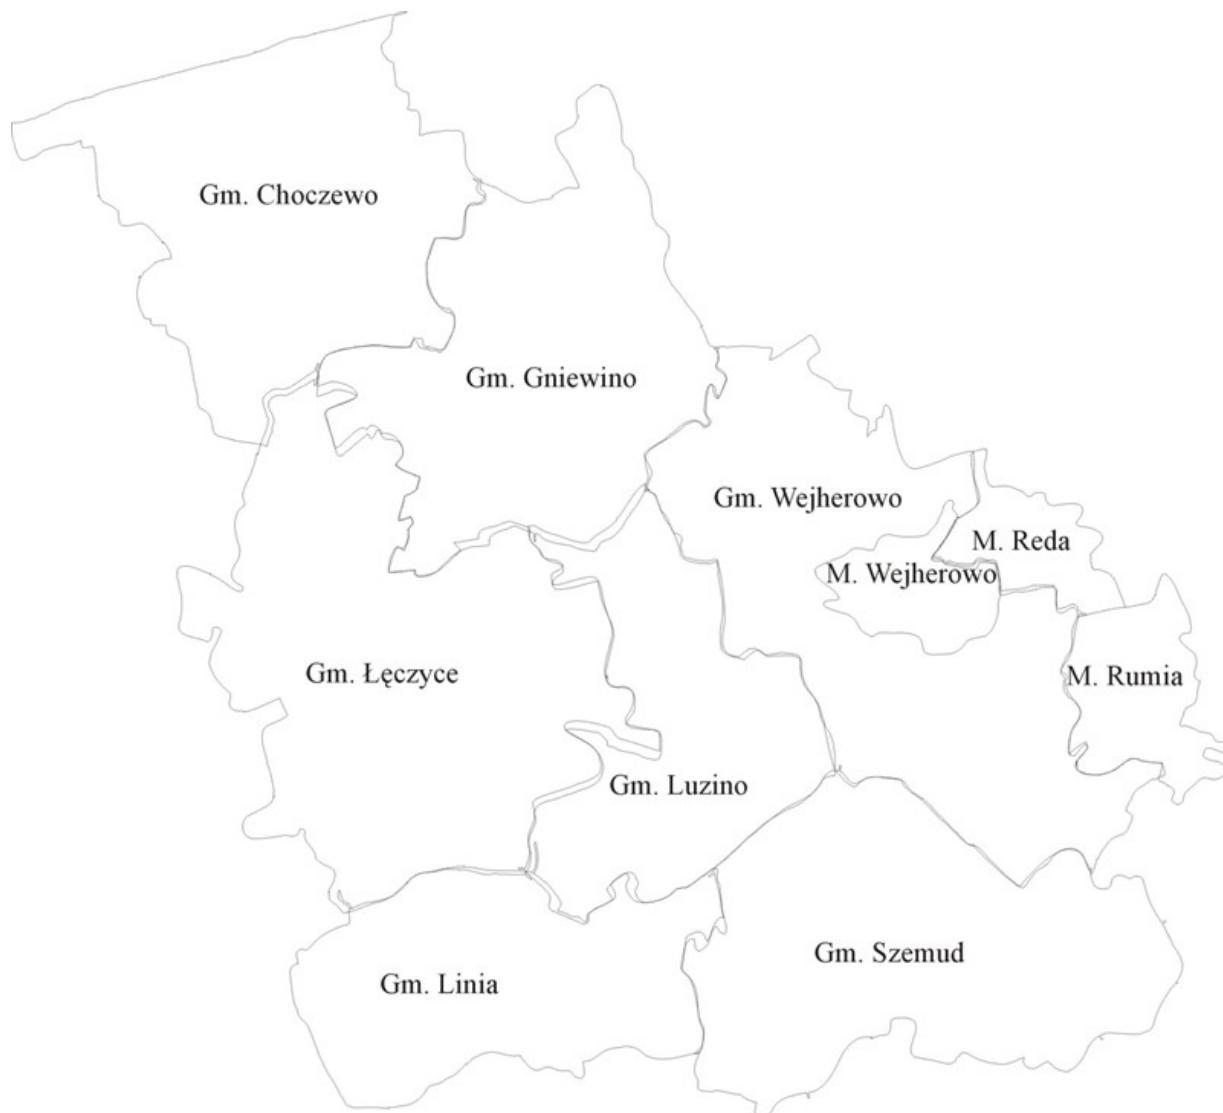 Gm. Choczewo
Gm. Gniewino
Gm. Wejherowo
M. Reda
M. Wejherowo
Gm. Łęczyce
M. Rumia
Gm. Luzino
Gm. Szemud
Gm. Linia